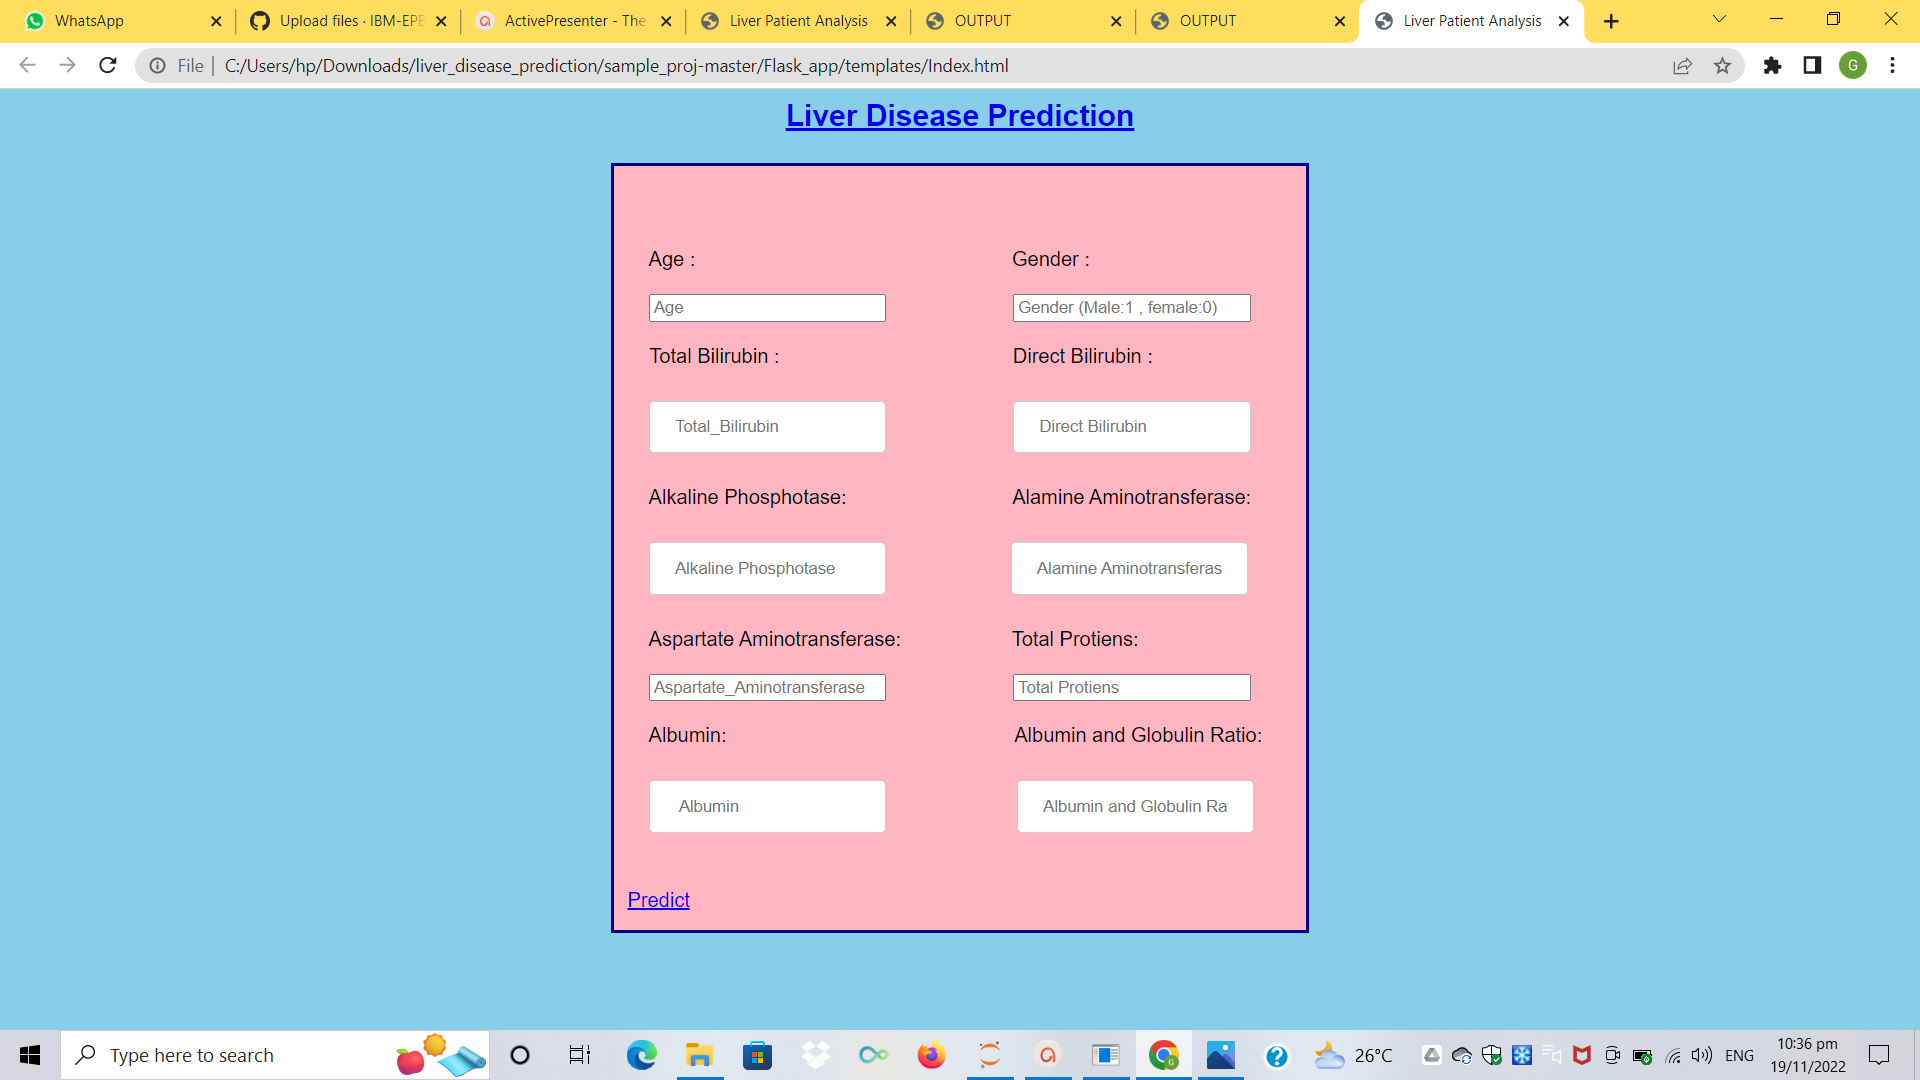 WhatsApp
Upload files · IBM-EPB
ActivePresenter - The
Liver Patient Analysis
OUTPUT
OUTPUT
Liver Patient Analysis
File | C:/Users/hp/Downloads/liver_disease_prediction/sample_proj-master/Flask_app/templates/Index.html
G
Liver Disease Prediction
Age : Gender :
Age Gender (Male:1 , female:0)
Total Bilirubin : Direct Bilirubin :
Total_Bilirubin Direct Bilirubin
Alkaline Phosphotase: Alamine Aminotransferase:
Alkaline Phosphotase Alamine Aminotransferas
Aspartate Aminotransferase: Total Protiens:
Aspartate_Aminotransferase Total Protiens
Albumin: Albumin and Globulin Ratio:
Albumin Albumin and Globulin Ra
Predict
Type here to search
26°C
ENG
10:36 pm
19/11/2022